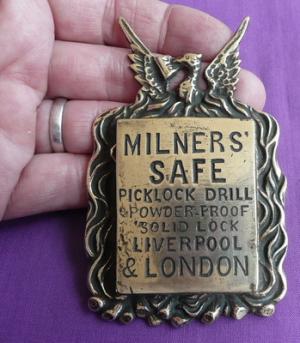 MILNERS'
SAFE
PICKLOCK DRILL
& POWDER-PROOF
SOLID LOCK
LIVERPOOL
& LONDON